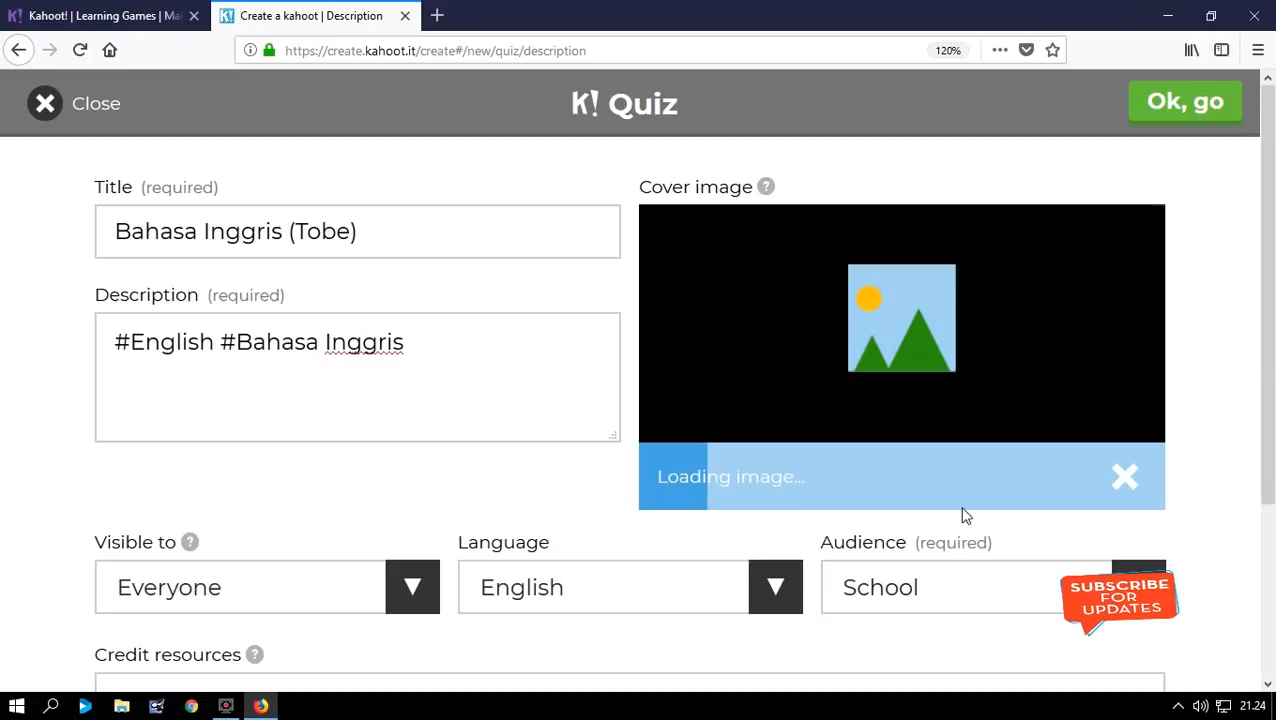 Kahoot! | Learning Games | Ma
Create a kahoot | Description
https://create.kahoot.it/create#/new/quiz/description
120%
Close
K! Quiz
Ok, go
Title (required)
Cover image ?
Bahasa Inggris (Tobe)
Description (required)
#English #Bahasa Inggris
Loading image...
Visible to ?
Language
Audience (required)
Everyone
English
School
SUBSCRIBE
FOR
UPDATES
Credit resources ?
21.24